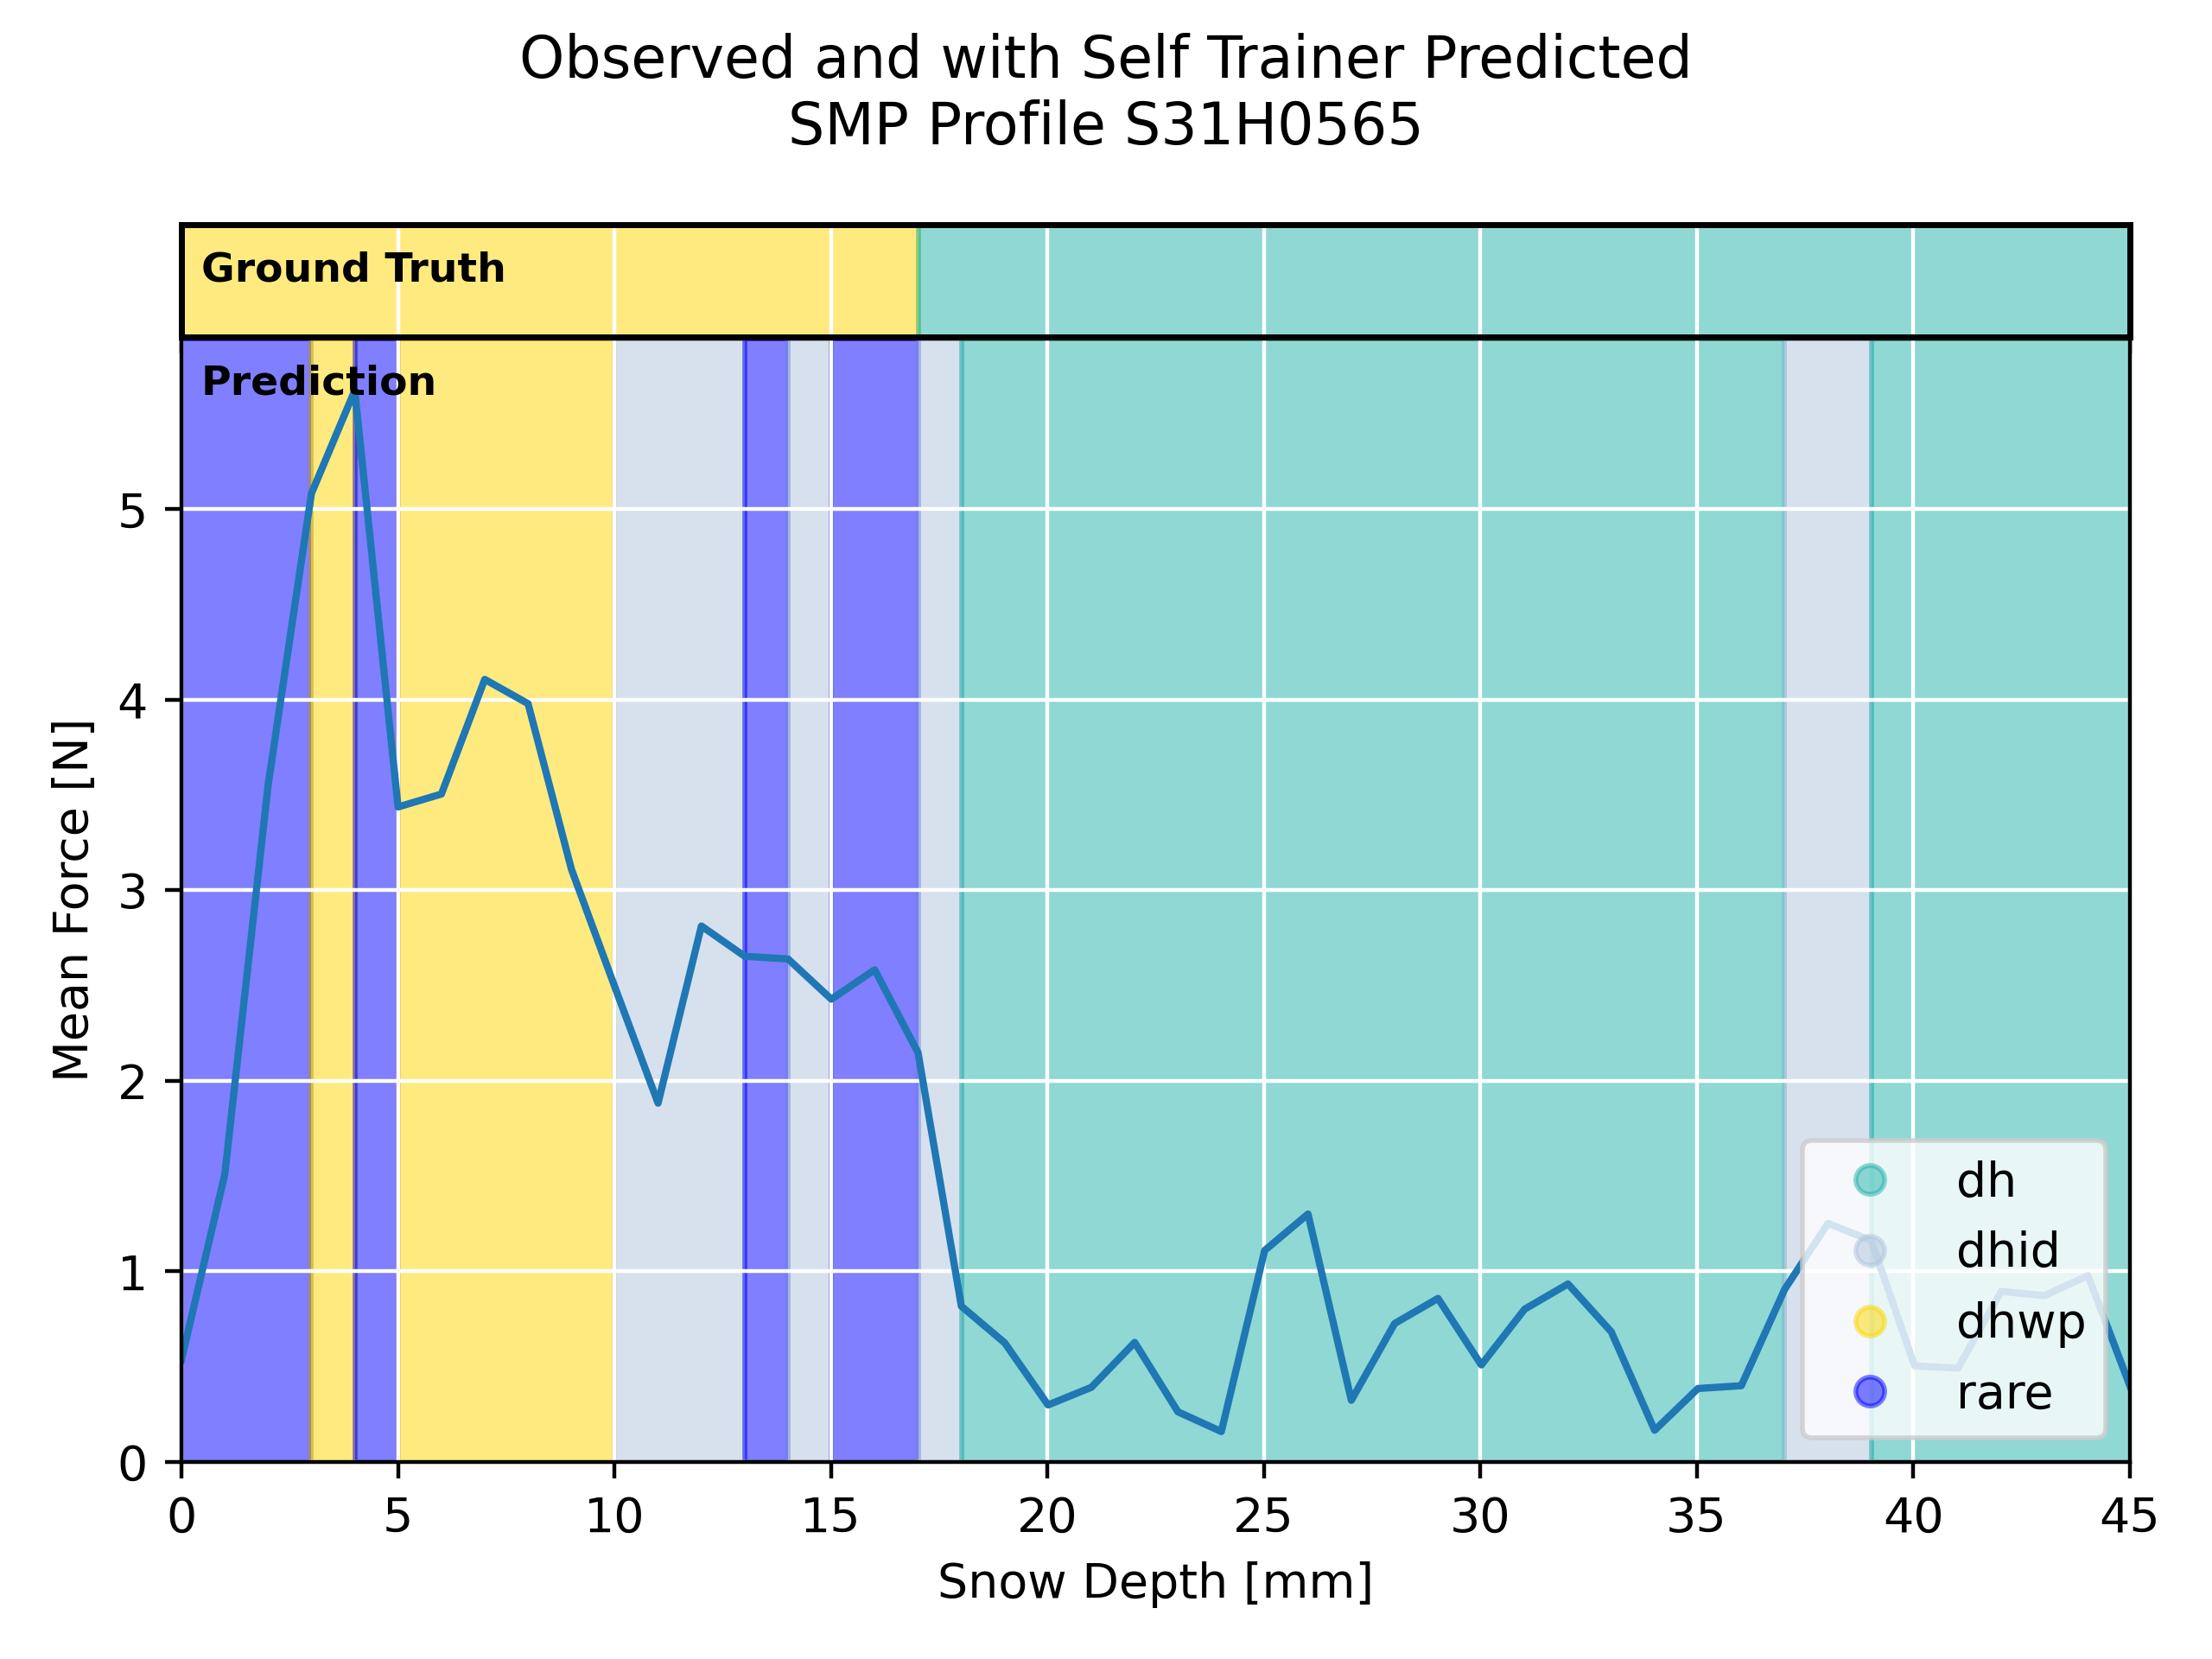 Observed and with Self Trainer Predicted
SMP Profile S31H0565
Ground Truth
Prediction
5
4
3
2
1
0
Mean Force [N]
dh
dhid
dhwp
rare
0 5 10 15 20 25 30 35 40 45
Snow Depth [mm]